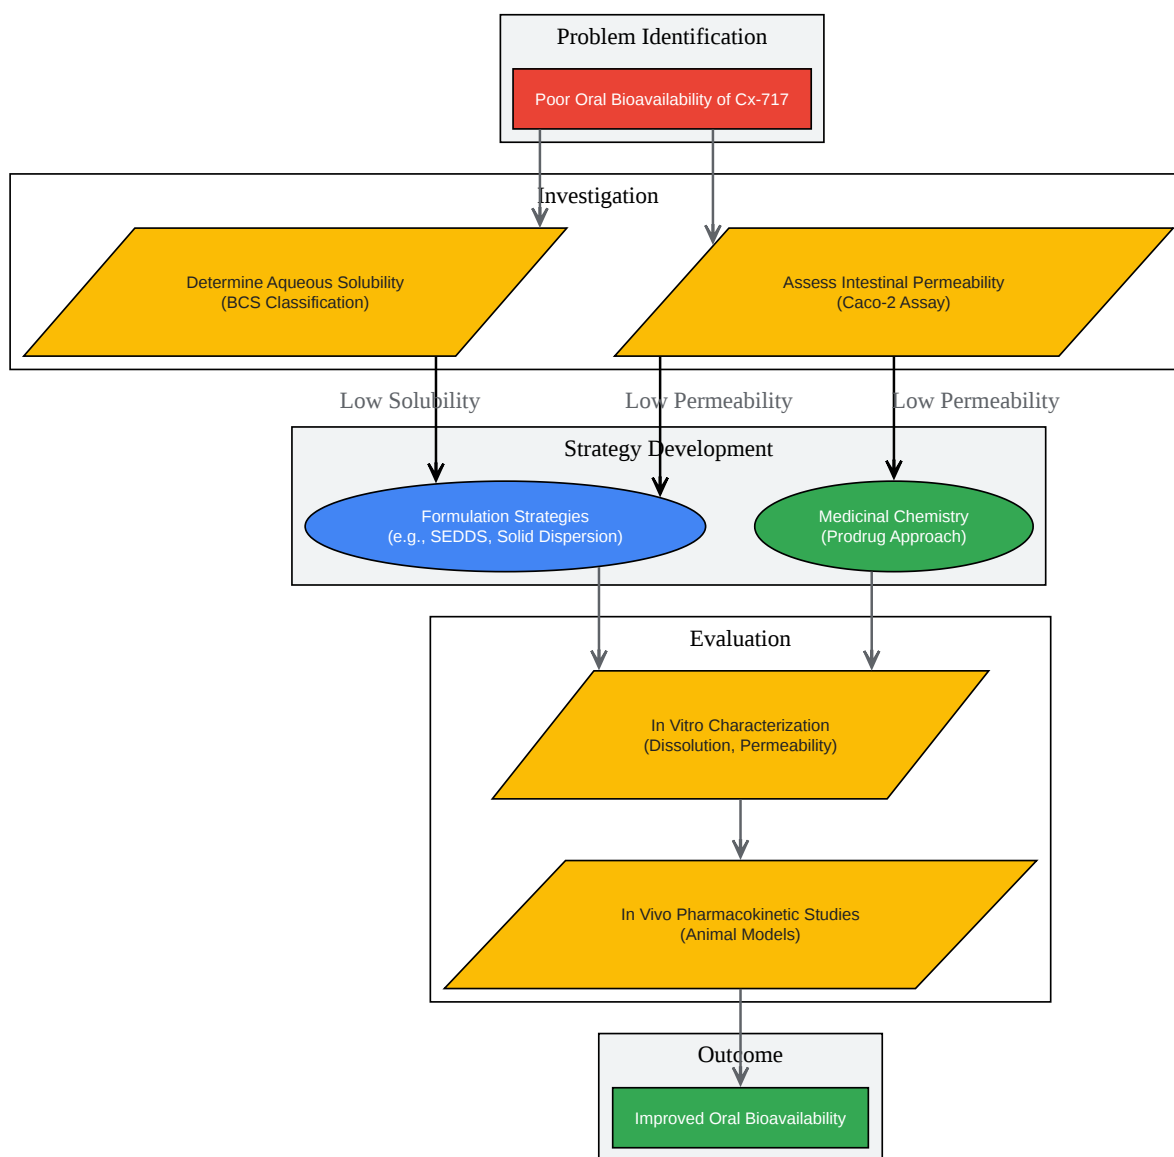 Problem Identification
Poor Oral Bioavailability of Cx-717
Investigation
Determine Aqueous Solubility
(BCS Classification)
Assess Intestinal Permeability
(Caco-2 Assay)
Low Solubility
Low Permeability
Low Permeability
Strategy Development
Formulation Strategies
(e.g., SEDDS, Solid Dispersion)
Medicinal Chemistry
(Prodrug Approach)
Evaluation
In Vitro Characterization
(Dissolution, Permeability)
In Vivo Pharmacokinetic Studies
(Animal Models)
Outcome
Improved Oral Bioavailability